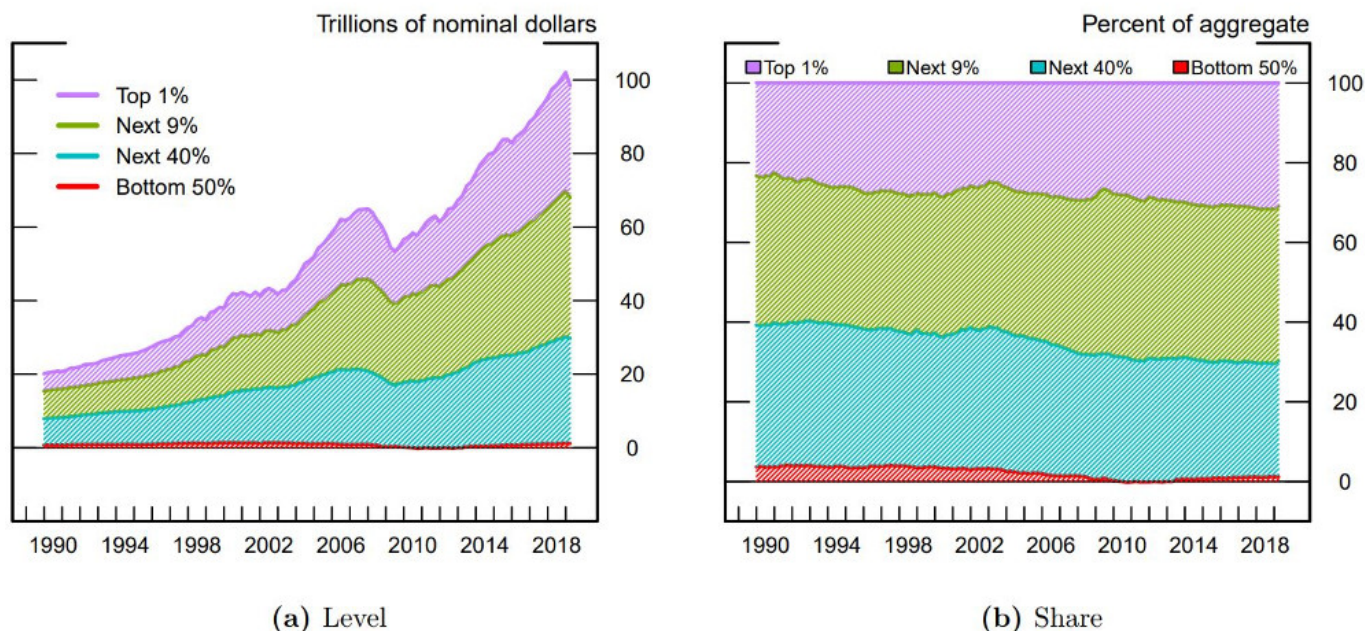 Trillions of nominal dollars
Top 1%
Next 9%
Next 40%
Bottom 50%
100
80
60
40
20
0
1990 1994 1998 2002 2006 2010 2014 2018
(a) Level
Percent of aggregate
Top 1% Next 9% Next 40% Bottom 50%
100
80
60
40
20
0
1990 1994 1998 2002 2006 2010 2014 2018
(b) Share